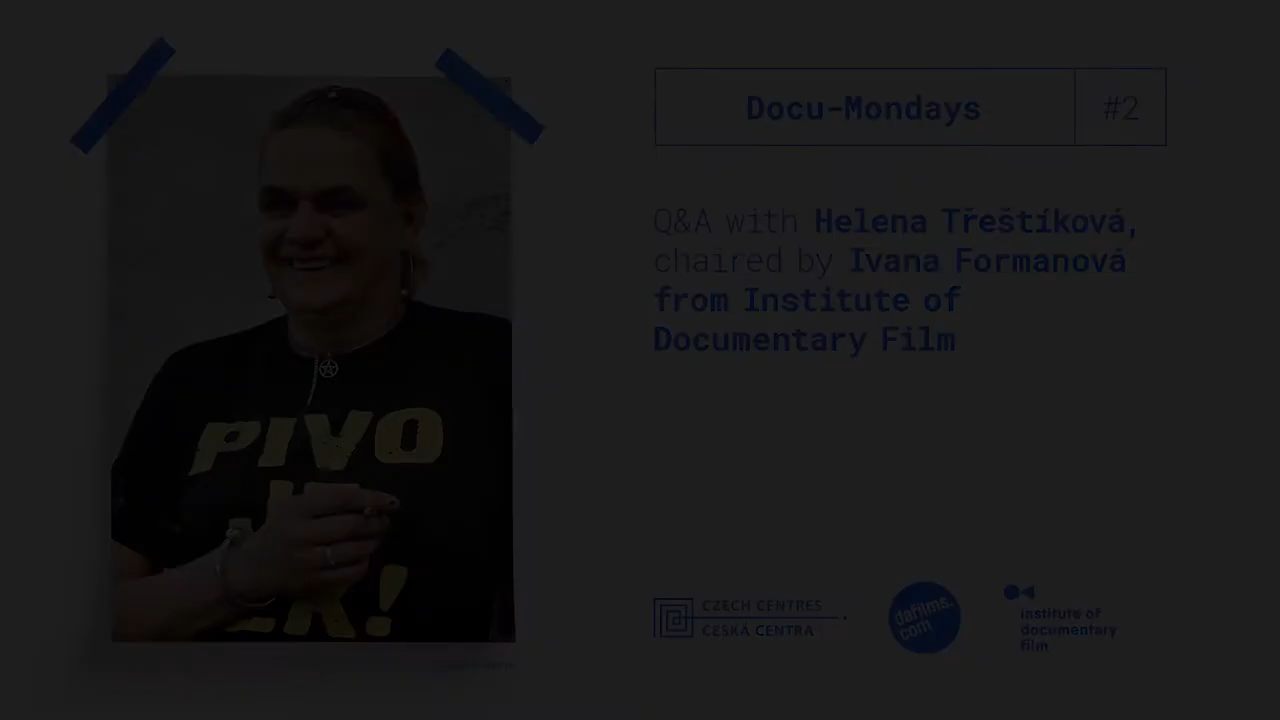 Docu-Mondays
#2
Q&A with Helena Třeštíková,
chaired by Ivana Formanová
from Institute of
Documentary Film
PIVO
CZECH CENTRES
ČESKÁ CENTRA
dafilms.
com
institute of
documentary
film